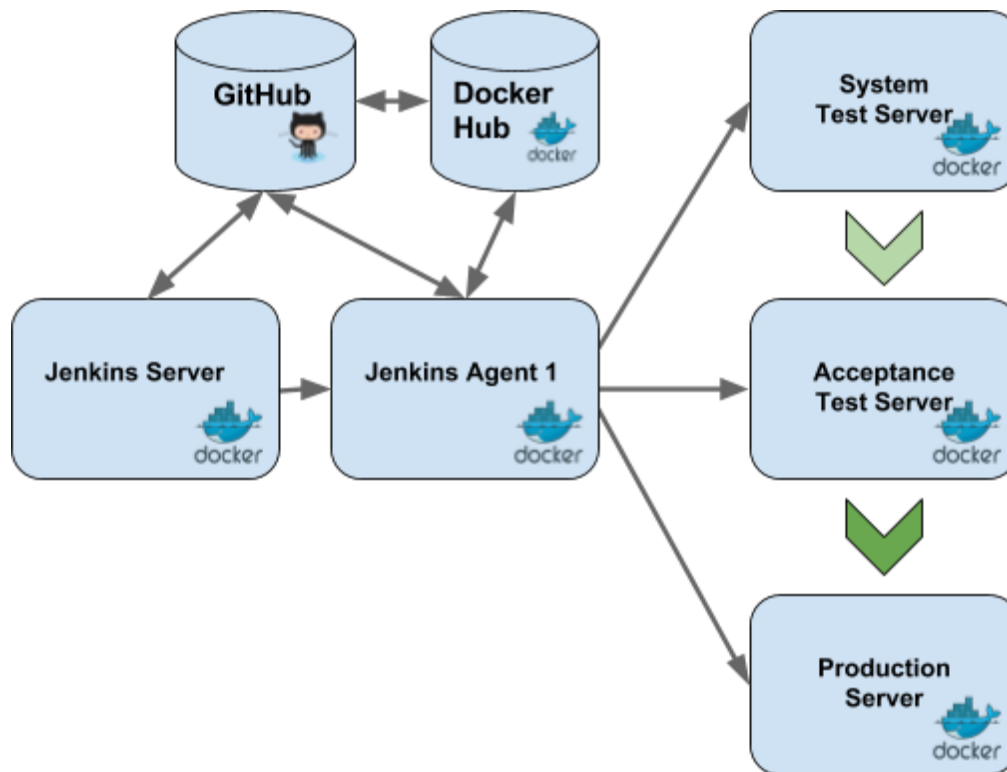 GitHub
Docker
Hub
docker
System
Test Server
docker
Jenkins Server
docker
Jenkins Agent 1
docker
Acceptance
Test Server
docker
Production
Server
docker